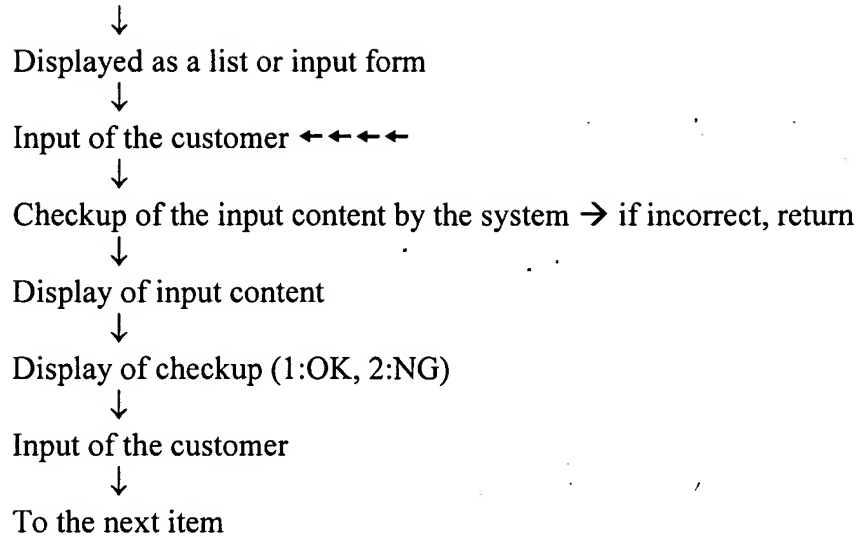 ↓
Displayed as a list or input form
↓
Input of the customer ←←←←
↓
Checkup of the input content by the system → if incorrect, return
↓
Display of input content
↓
Display of checkup (1:OK, 2:NG)
↓
Input of the customer
↓
To the next item